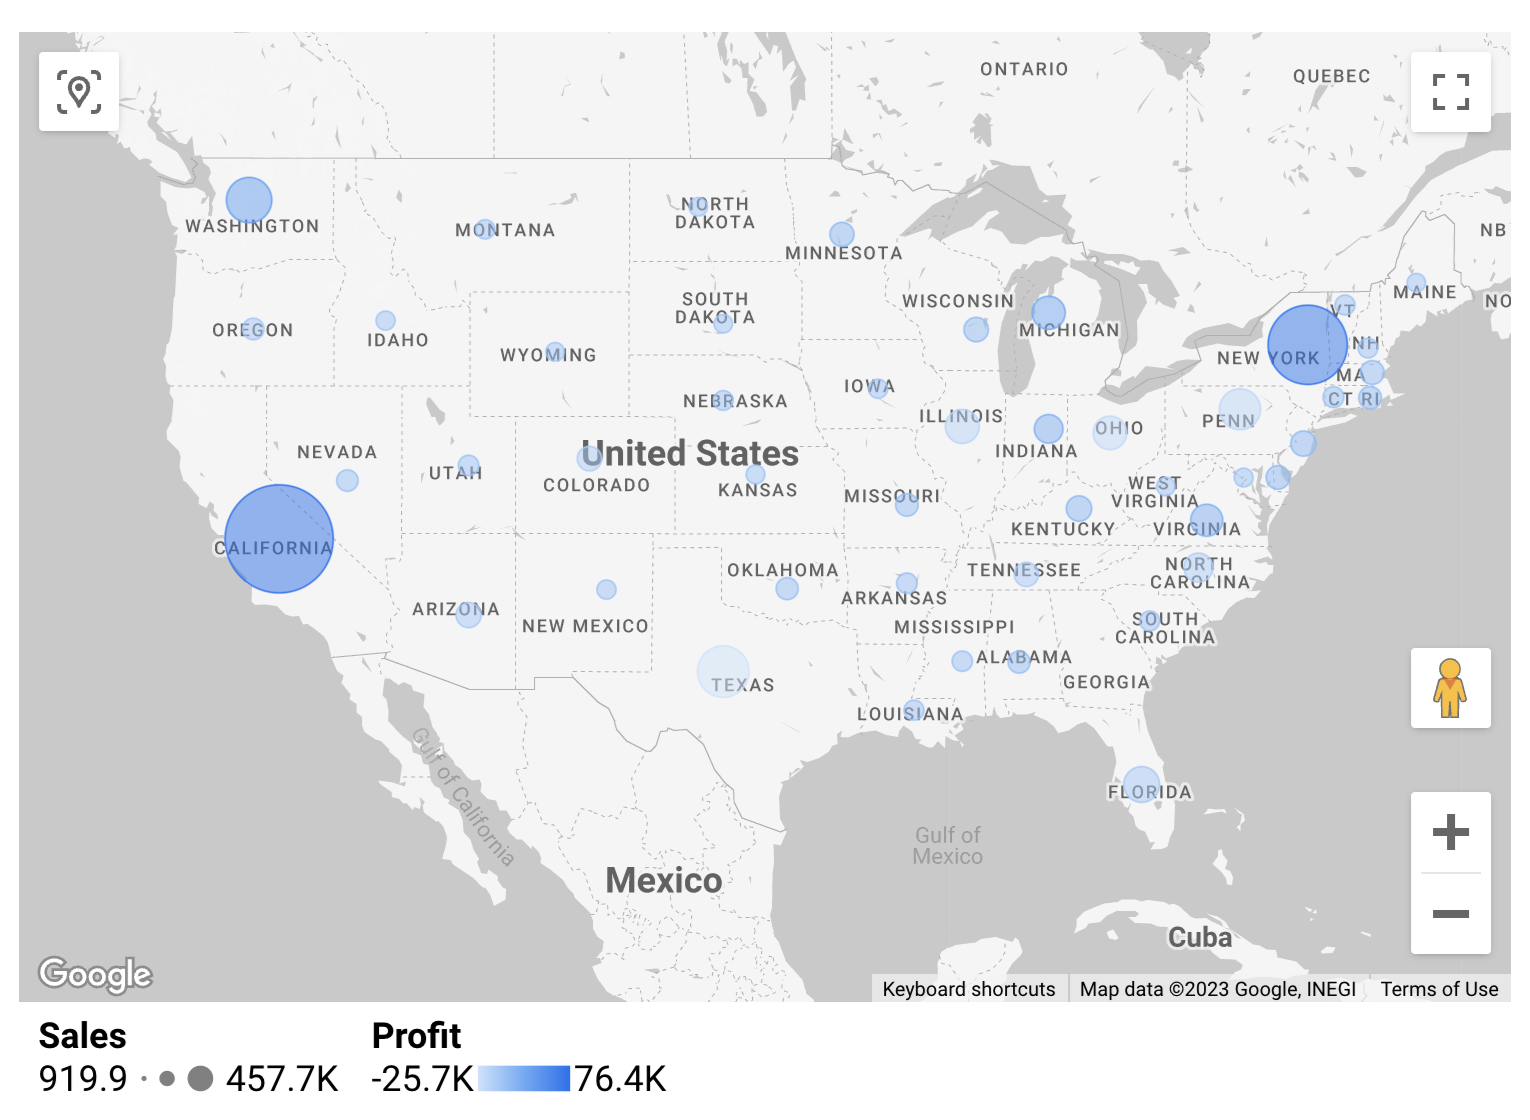 ONTARIO
QUEBEC
NB
NO
WASHINGTON
MONTANA
NORTH
DAKOTA
MINNESOTA
WISCONSIN
MICHIGAN
MAINE
VT
OREGON
IDAHO
SOUTH
DAKOTA
WYOMING
NEW YORK
NH
MA
CT RI
NEBRASKA
IOWA
ILLINOIS
INDIANA
OHIO
PENN
NEVADA
UTAH
United States
COLORADO
KANSAS
MISSOURI
WEST
VIRGINIA
KENTUCKY
VIRGINIA
CALIFORNIA
ARIZONA
NEW MEXICO
OKLAHOMA
ARKANSAS
TENNESSEE
NORTH
CAROLINA
MISSISSIPPI
SOUTH
CAROLINA
ALABAMA
GEORGIA
TEXAS
LOUISIANA
FLORIDA
Gulf of California
Gulf of
Mexico
Mexico
Cuba
Google
Keyboard shortcuts
Map data ©2023 Google, INEGI
Terms of Use
Sales
919.9 457.7K
Profit
-25.7K 76.4K